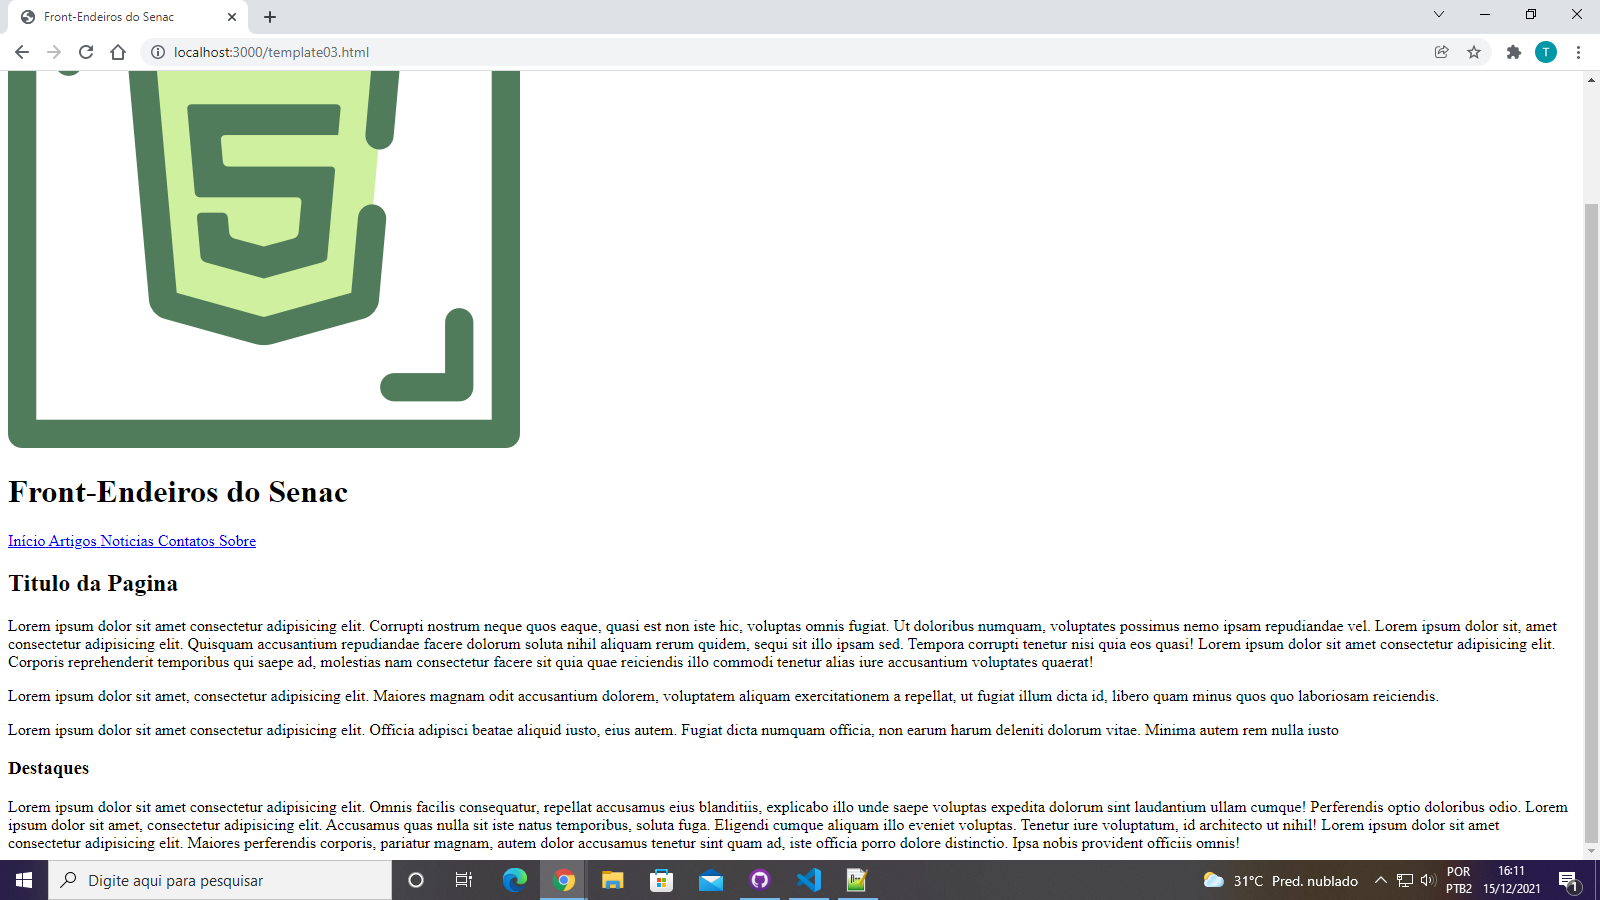 Front-Endeiros do Senac
localhost:3000/template03.html
T
5
Front-Endeiros do Senac
Início Artigos Noticias Contatos Sobre
Titulo da Pagina
Lorem ipsum dolor sit amet consectetur adipisicing elit. Corrupti nostrum neque quos eaque, quasi est non iste hic, voluptas omnis fugiat. Ut doloribus numquam, voluptates possimus nemo ipsam repudiandae vel. Lorem ipsum dolor sit, amet
consectetur adipisicing elit. Quisquam accusantium repudiandae facere dolorum soluta nihil aliquam rerum quidem, sequi sit illo ipsam sed. Tempora corrupti tenetur nisi quia eos quasi! Lorem ipsum dolor sit amet consectetur adipisicing elit.
Corporis reprehenderit temporibus qui saepe ad, molestias nam consectetur facere sit quia quae reiciendis illo commodi tenetur alias iure accusantium voluptates quaerat!
Lorem ipsum dolor sit amet, consectetur adipisicing elit. Maiores magnam odit accusantium dolorem, voluptatem aliquam exercitationem a repellat, ut fugiat illum dicta id, libero quam minus quos quo laboriosam reiciendis.
Lorem ipsum dolor sit amet consectetur adipisicing elit. Officia adipisci beatae aliquid iusto, eius autem. Fugiat dicta numquam officia, non earum harum deleniti dolorum vitae. Minima autem rem nulla iusto
Destaques
Lorem ipsum dolor sit amet consectetur adipisicing elit. Omnis facilis consequatur, repellat accusamus eius blanditiis, explicabo illo unde saepe voluptas expedita dolorum sint laudantium ullam cumque! Perferendis optio doloribus odio. Lorem
ipsum dolor sit amet, consectetur adipisicing elit. Accusamus quas nulla sit iste natus temporibus, soluta fuga. Eligendi cumque aliquam illo eveniet voluptas. Tenetur iure voluptatum, id architecto ut nihil! Lorem ipsum dolor sit amet
consectetur adipisicing elit. Maiores perferendis corporis, pariatur magnam, autem dolor accusamus tenetur sint quam ad, iste officia porro dolore distinctio. Ipsa nobis provident officiis omnis!
Digite aqui para pesquisar
31°C Pred. nublado
POR
PTB2
16:11
15/12/2021
1